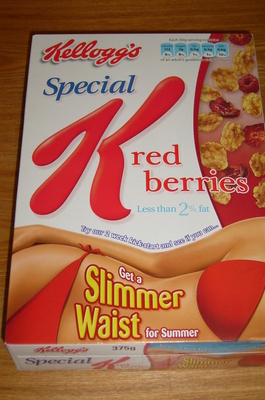 Kellogg's
Special
K
red
berries
Less than 2% fat
Try our 2 week kick-start and see if you can...
Get a
Slimmer
Waist for Summer
Kellogg's
Special
375g